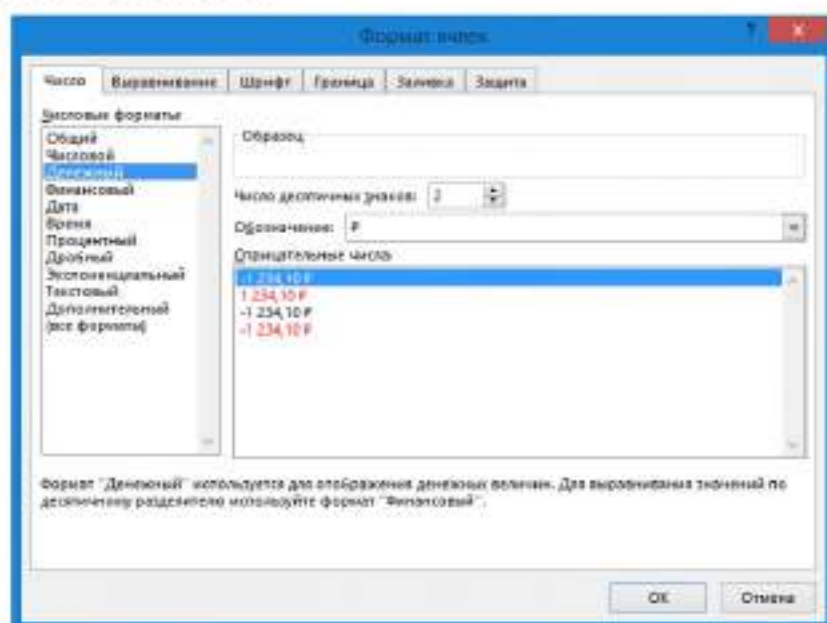 Формат ячеек
?
Число Выравнивание Шрифт Граница Заливка Защита
Числовые форматы:
Общий
Числовой
Денежный
Финансовый
Дата
Время
Процентный
Дробный
Экспоненциальный
Текстовый
Дополнительный
(все форматы)
Образец
Число десятичных знаков: 2
Обозначение: ₽
Отрицательные числа:
-1 234,10 ₽
1 234,10 ₽
-1 234,10 ₽
-1 234,10 ₽
Формат "Денежный" используется для отображения денежных величин. Для выравнивания значений по
десятичному разделителю используйте формат "Финансовый".
ОК Отмена